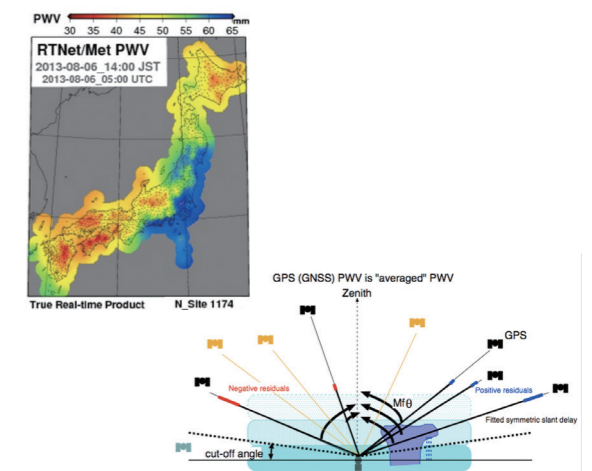 PWV
mm
30 35 40 45 50 55 60 65
RTNet/Met PWV
2013-08-06_14:00 JST
2013-08-06_05:00 UTC
True Real-time Product N_Site 1174
GPS (GNSS) PWV is "averaged" PWV
Zenith
GPS
Negative residuals
Positive residuals
Mfθ
Fitted symmetric slant delay
cut-off angle